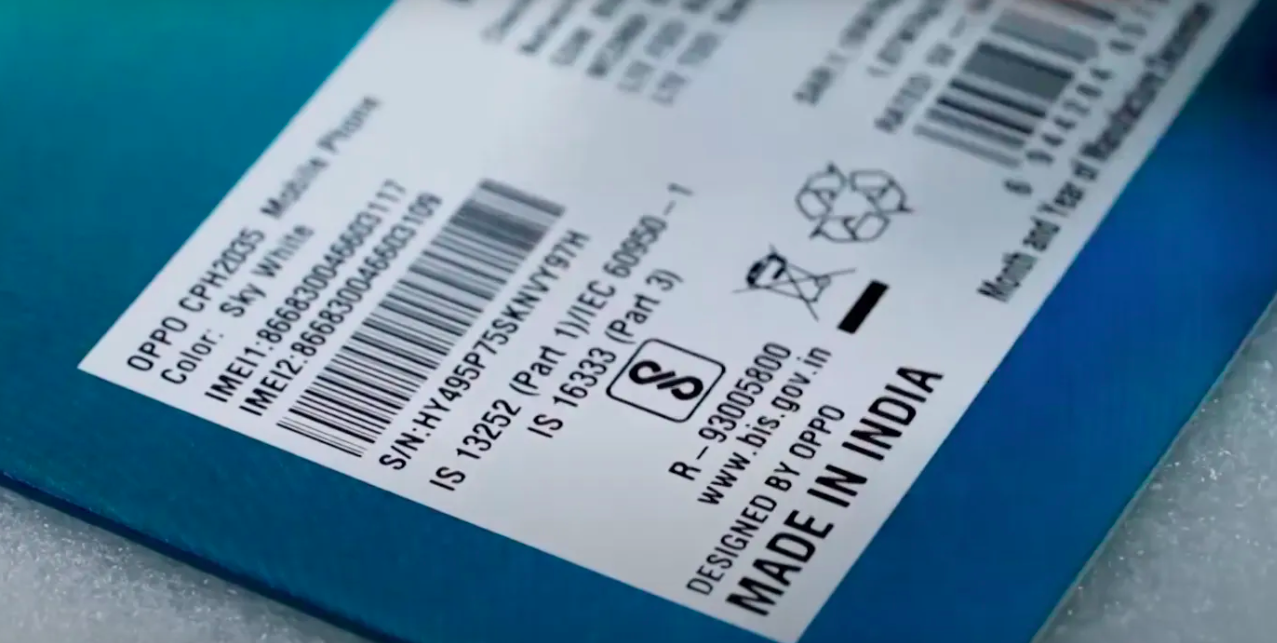 OPPO CPH2035 Mobile Phone
Color: Sky White
IMEI1:866830046603117
IMEI2:866830046603109
S/N:HY495P75SKNVY97H
IS 13252 (Part 1)/IEC 60950-1
IS 16333 (Part 3)
R-93005800
www.bis.gov.in
DESIGNED BY OPPO
MADE IN INDIA
Month and Year of Manufacture:December